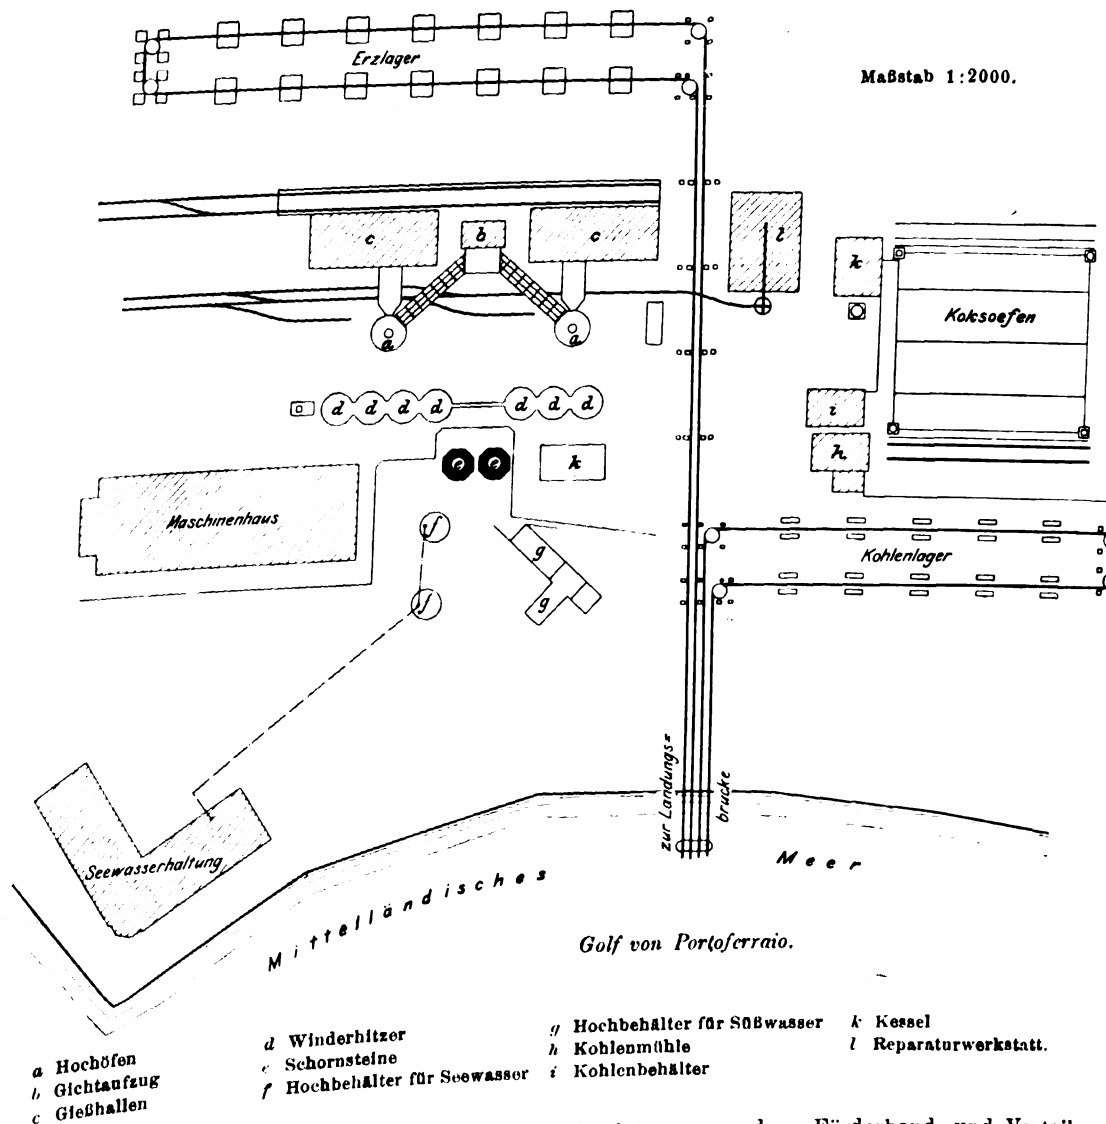 Erzlager
Maßstab 1:2000.
c
b
c
l
k
Koksoefen
a
a
d d d d d d d
i
h
e e
k
Maschinenhaus
f
g
Kohlenlager
f
g
zur Landungs=
brucke
Seewasserhaltung
Mittelländisches
Meer
Golf von Portoferraio.
a Hochöfen
b Gichtaufzug
c Gießhallen
d Winderhitzer
e Schornsteine
f Hochbehälter für Seewasser
g Hochbehälter für Süßwasser
h Kohlenmühle
i Kohlenbehälter
k Kessel
l Reparaturwerkstatt.